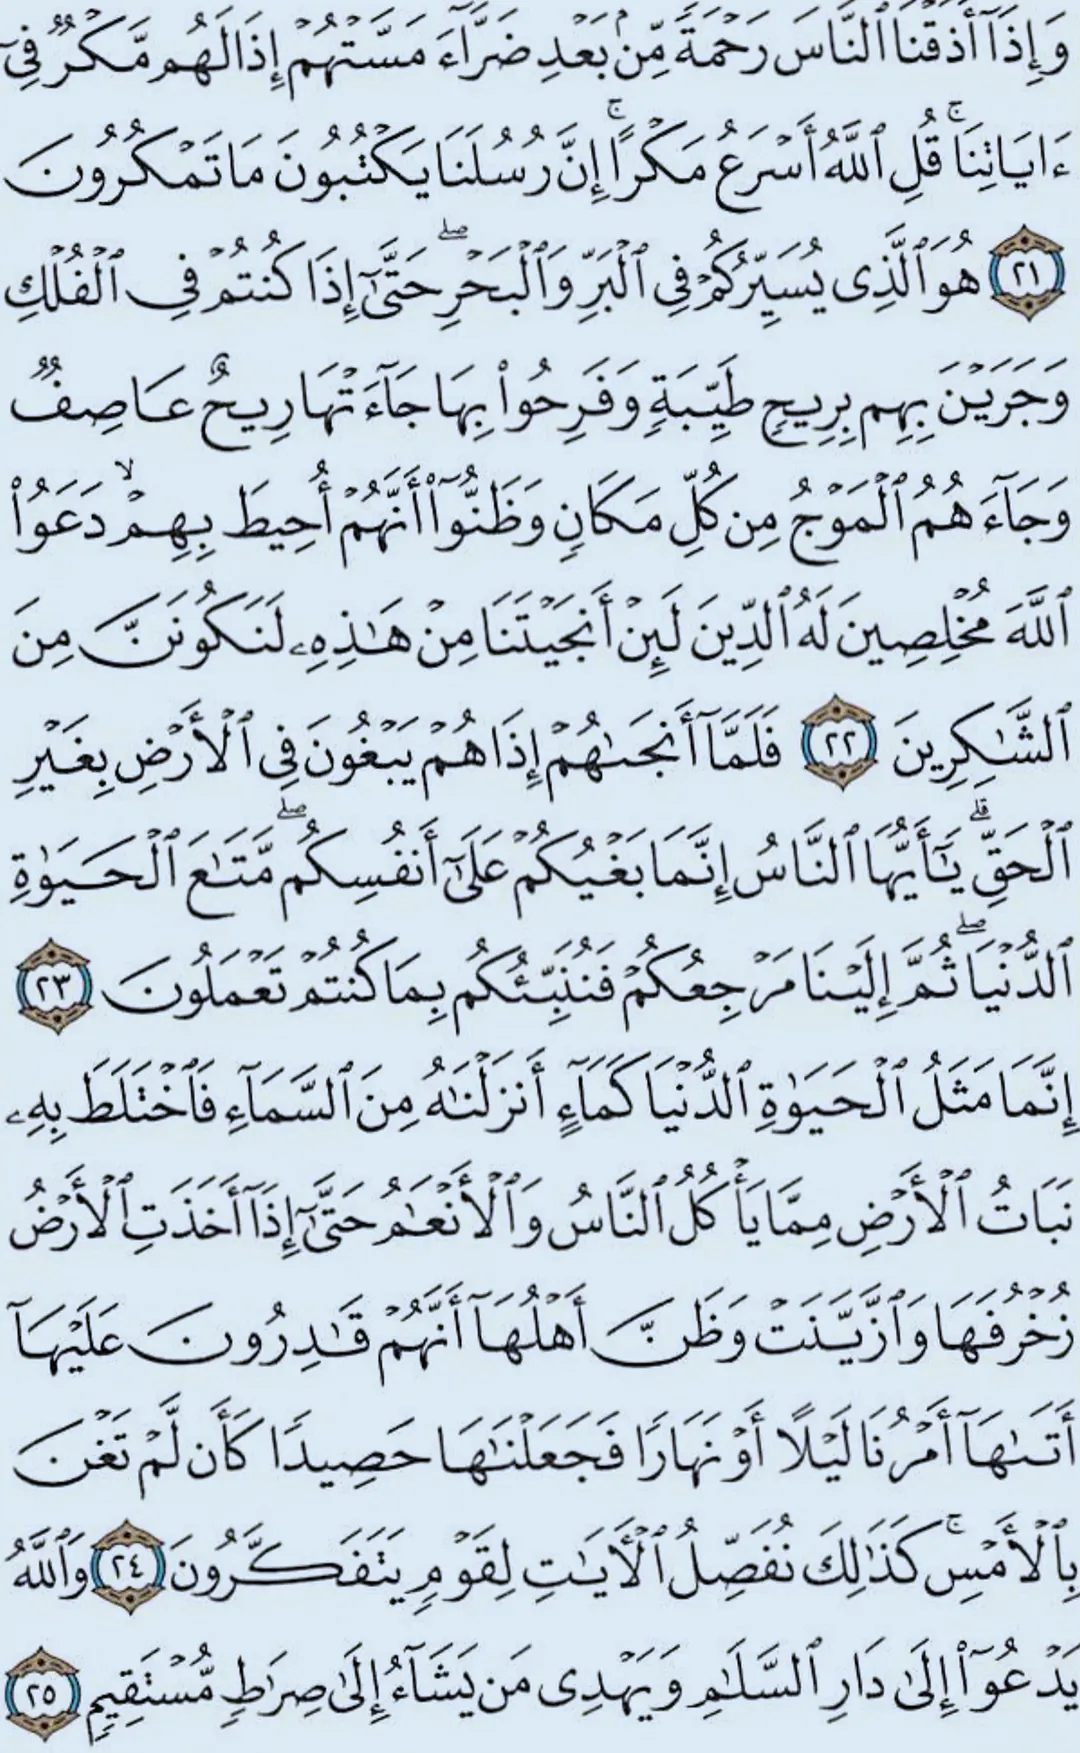 وَإِذَآ أَذَقۡنَا ٱلنَّاسَ رَحۡمَةٗ مِّنۢ بَعۡدِ ضَرَّآءَ مَسَّتۡهُمۡ إِذَا لَهُم مَّكۡرٞ فِيٓ
ءَايَاتِنَاۚ قُلِ ٱللَّهُ أَسۡرَعُ مَكۡرًاۚ إِنَّ رُسُلَنَا يَكۡتُبُونَ مَا تَمۡكُرُونَ
٢١ هُوَ ٱلَّذِي يُسَيِّرُكُمۡ فِي ٱلۡبَرِّ وَٱلۡبَحۡرِۖ حَتَّىٰٓ إِذَا كُنتُمۡ فِي ٱلۡفُلۡكِ
وَجَرَيۡنَ بِهِم بِرِيحٖ طَيِّبَةٖ وَفَرِحُواْ بِهَا جَآءَتۡهَا رِيحٌ عَاصِفٞ
وَجَآءَهُمُ ٱلۡمَوۡجُ مِن كُلِّ مَكَانٖ وَظَنُّوٓاْ أَنَّهُمۡ أُحِيطَ بِهِمۡۙ دَعَوُاْ
ٱللَّهَ مُخۡلِصِينَ لَهُ ٱلدِّينَ لَئِنۡ أَنجَيۡتَنَا مِنۡ هَٰذِهِۦ لَنَكُونَنَّ مِنَ
ٱلشَّٰكِرِينَ ٢٢ فَلَمَّآ أَنجَىٰهُمۡ إِذَا هُمۡ يَبۡغُونَ فِي ٱلۡأَرۡضِ بِغَيۡرِ
ٱلۡحَقِّۗ يَٰٓأَيُّهَا ٱلنَّاسُ إِنَّمَا بَغۡيُكُمۡ عَلَىٰٓ أَنفُسِكُمۖ مَّتَٰعَ ٱلۡحَيَوٰةِ
ٱلدُّنۡيَاۖ ثُمَّ إِلَيۡنَا مَرۡجِعُكُمۡ فَنُنَبِّئُكُم بِمَا كُنتُمۡ تَعۡمَلُونَ ٢٣
إِنَّمَا مَثَلُ ٱلۡحَيَوٰةِ ٱلدُّنۡيَا كَمَآءٍ أَنزَلۡنَٰهُ مِنَ ٱلسَّمَآءِ فَٱخۡتَلَطَ بِهِۦ
نَبَاتُ ٱلۡأَرۡضِ مِمَّا يَأۡكُلُ ٱلنَّاسُ وَٱلۡأَنۡعَٰمُ حَتَّىٰٓ إِذَآ أَخَذَتِ ٱلۡأَرۡضُ
زُخۡرُفَهَا وَٱزَّيَّنَتۡ وَظَنَّ أَهۡلُهَآ أَنَّهُمۡ قَٰدِرُونَ عَلَيۡهَآ
أَتَىٰهَآ أَمۡرُنَا لَيۡلًا أَوۡ نَهَارٗا فَجَعَلۡنَٰهَا حَصِيدٗا كَأَن لَّمۡ تَغۡنَ
بِٱلۡأَمۡسِۚ كَذَٰلِكَ نُفَصِّلُ ٱلۡأٓيَٰتِ لِقَوۡمٖ يَتَفَكَّرُونَ ٢٤ وَٱللَّهُ
يَدۡعُوٓاْ إِلَىٰ دَارِ ٱلسَّلَٰمِ وَيَهۡدِي مَن يَشَآءُ إِلَىٰ صِرَٰطٖ مُّسۡتَقِيمٖ ٢٥